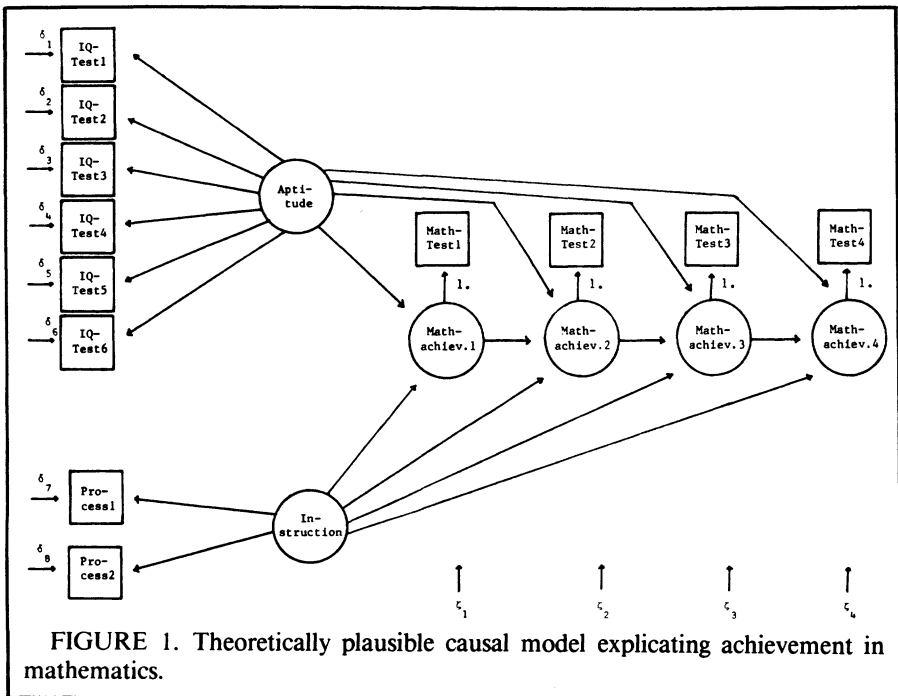 δ1
IQ-
Test1
δ2
IQ-
Test2
δ3
IQ-
Test3
δ4
IQ-
Test4
δ5
IQ-
Test5
δ6
IQ-
Test6
Apti-
tude
Math-
Test1
Math-
Test2
Math-
Test3
Math-
Test4
1.
1.
1.
1.
Math-
achiev.1
Math-
achiev.2
Math-
achiev.3
Math-
achiev.4
δ7
Pro-
cess1
δ8
Pro-
cess2
In-
struction
ζ1
ζ2
ζ3
ζ4
FIGURE 1. Theoretically plausible causal model explicating achievement in
mathematics.